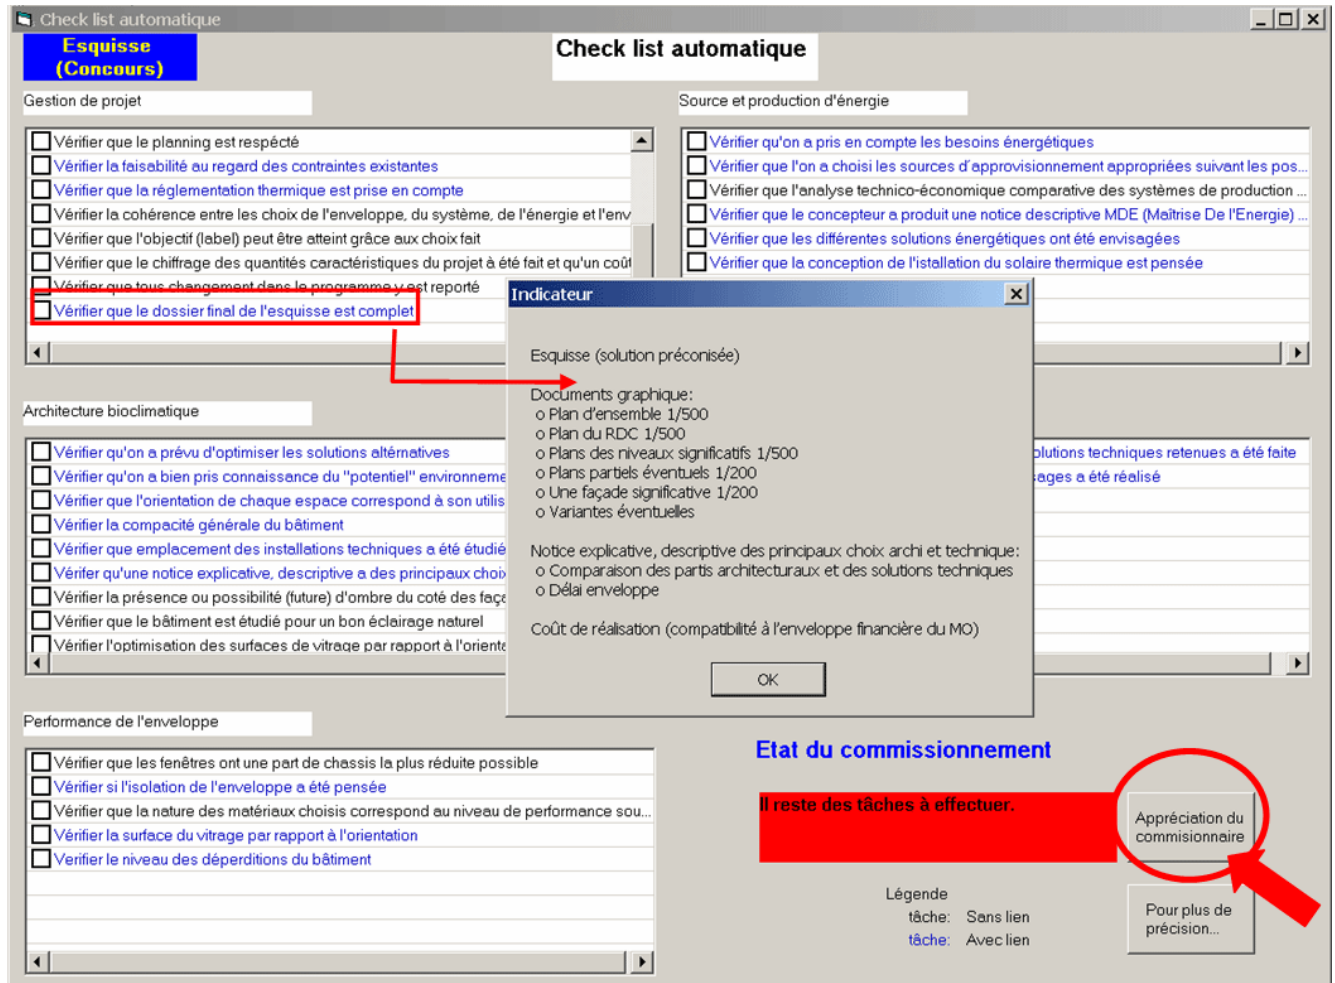 Check list automatique
Esquisse
(Concours)
Check list automatique
Gestion de projet
Vérifier que le planning est respécté
Vérifier la faisabilité au regard des contraintes existantes
Vérifier que la réglementation thermique est prise en compte
Vérifier la cohérence entre les choix de l'enveloppe, du système, de l'énergie et l'env
Vérifier que l'objectif (label) peut être atteint grâce aux choix fait
Vérifier que le chiffrage des quantités caractéristiques du projet à été fait et qu'un coût
Vérifier que tous changement dans le programme y est reporté
Vérifier que le dossier final de l'esquisse est complet
Source et production d'énergie
Vérifier qu'on a pris en compte les besoins énergétiques
Vérifier que l'on a choisi les sources d'approvisionnement appropriées suivant les pos...
Vérifier que l'analyse technico-économique comparative des systèmes de production ...
Vérifier que le concepteur a produit une notice descriptive MDE (Maîtrise De l'Energie) ...
Vérifier que les différentes solutions énergétiques ont été envisagées
Vérifier que la conception de l'istallation du solaire thermique est pensée
Indicateur
Esquisse (solution préconisée)
Documents graphique:
o Plan d'ensemble 1/500
o Plan du RDC 1/500
o Plans des niveaux significatifs 1/500
o Plans partiels éventuels 1/200
o Une façade significative 1/200
o Variantes éventuelles
Notice explicative, descriptive des principaux choix archi et technique:
o Comparaison des partis architecturaux et des solutions techniques
o Délai enveloppe
Coût de réalisation (compatibilité à l'enveloppe financière du MO)
OK
Architecture bioclimatique
Vérifier qu'on a prévu d'optimiser les solutions altérnatives
Vérifier qu'on a bien pris connaissance du "potentiel" environneme
Vérifier que l'orientation de chaque espace correspond à son utilis
Vérifier la compacité générale du bâtiment
Vérifier que emplacement des installations techniques a été étudié
Vérifer qu'une notice explicative, descriptive a des principaux choix
Vérifier la présence ou possibilité (future) d'ombre du coté des faça
Vérifier que le bâtiment est étudié pour un bon éclairage naturel
Vérifier l'optimisation des surfaces de vitrage par rapport à l'oriente
olutions techniques retenues a été faite
sages a été réalisé
Performance de l'enveloppe
Vérifier que les fenêtres ont une part de chassis la plus réduite possible
Vérifier si l'isolation de l'enveloppe a été pensée
Vérifier que la nature des matériaux choisis correspond au niveau de performance sou...
Vérifier la surface du vitrage par rapport à l'orientation
Verifier le niveau des déperditions du bâtiment
Etat du commissionnement
Il reste des tâches à effectuer.
Appréciation du
commisionnaire
Légende
tâche: Sans lien
tâche: Avec lien
Pour plus de
précision...